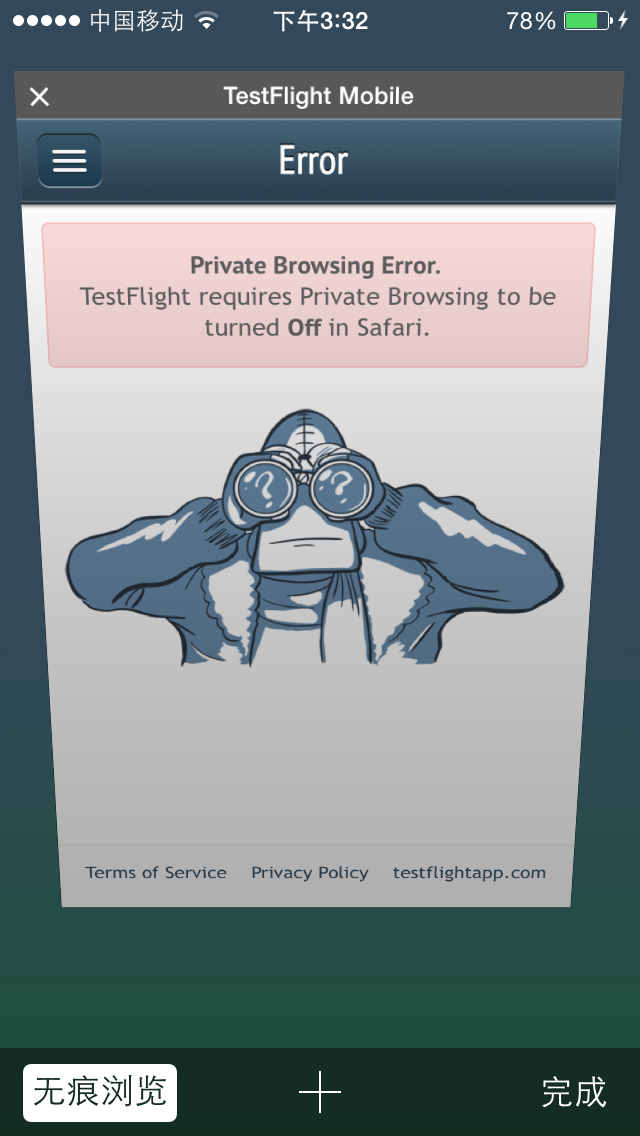 中国移动 下午3:32 78%
TestFlight Mobile
Error
Private Browsing Error.
TestFlight requires Private Browsing to be
turned Off in Safari.
? ?
Terms of Service Privacy Policy testflightapp.com
无痕浏览 完成